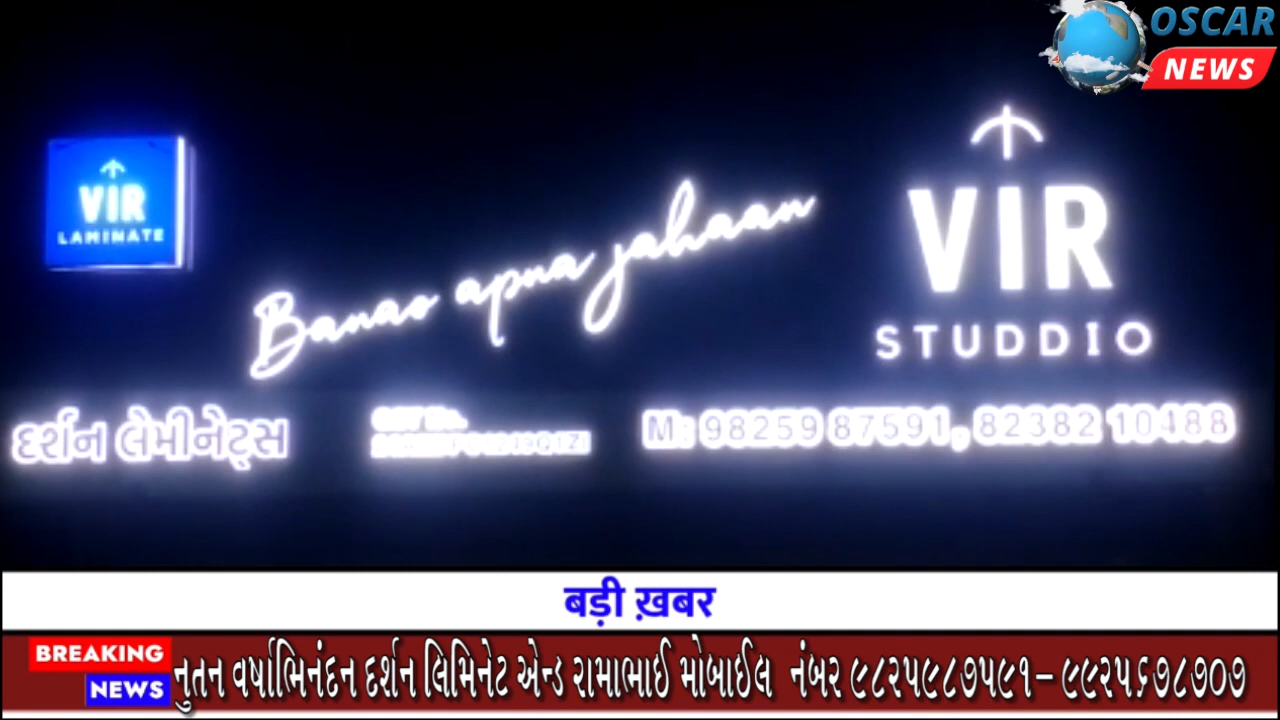 OSCAR
NEWS
VIR
LAMINATE
Banao apna jahaan
VIR
STUDDIO
દર્શન લેમીનેટ્સ
M: 98259 87591, 82382 10488
बड़ी ख़बर
BREAKING
NEWS
નુતન વર્ષાભિનંદન દર્શન લિમિનેટ એન્ડ રામાભાઈ મોબાઈલ નંબર ૯૮૨૫૯૮૭૫૯૧- ૯૯૨૫૬૭૮૭૦૭